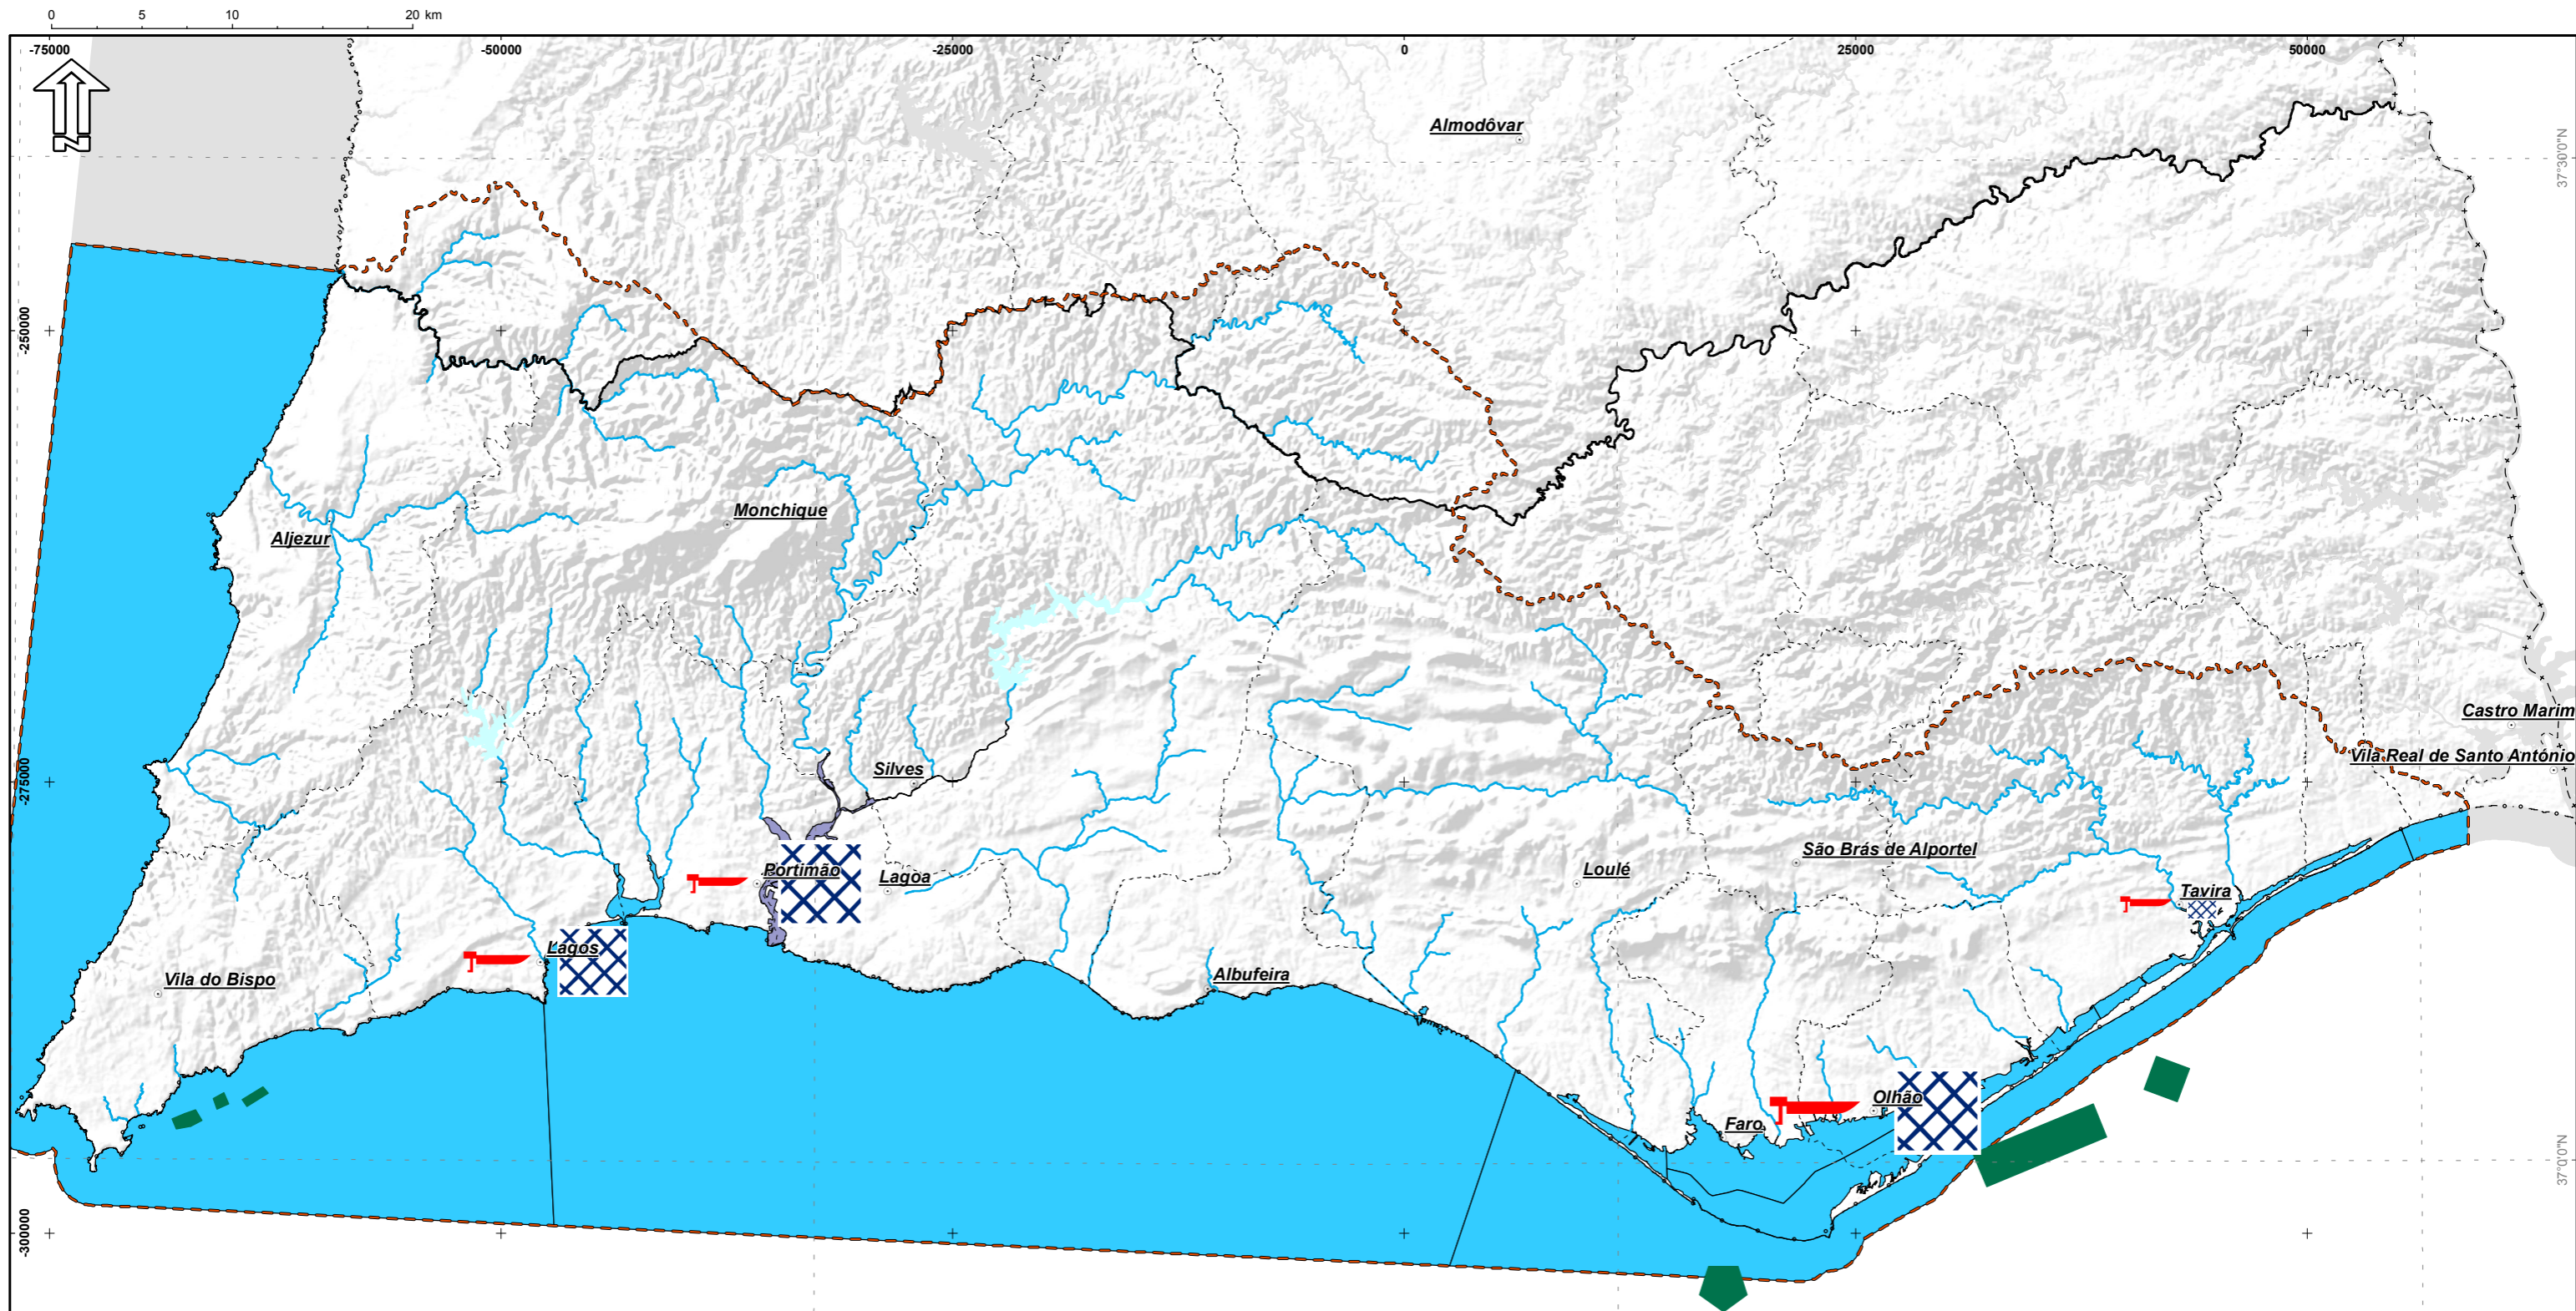 0 5 10 20 km
-75000 -50000 -25000 0 25000 50000
N
Almodôvar
37°30'0"N
-250000
Monchique
Aljezur
Castro Marim
Vila Real de Santo António
-275000
Silves
São Brás de Alportel
Portimão
Lagoa
Loulé
Tavira
Lagos
Vila do Bispo
Albufeira
Olhão
Faro
37°0'0"N
-300000